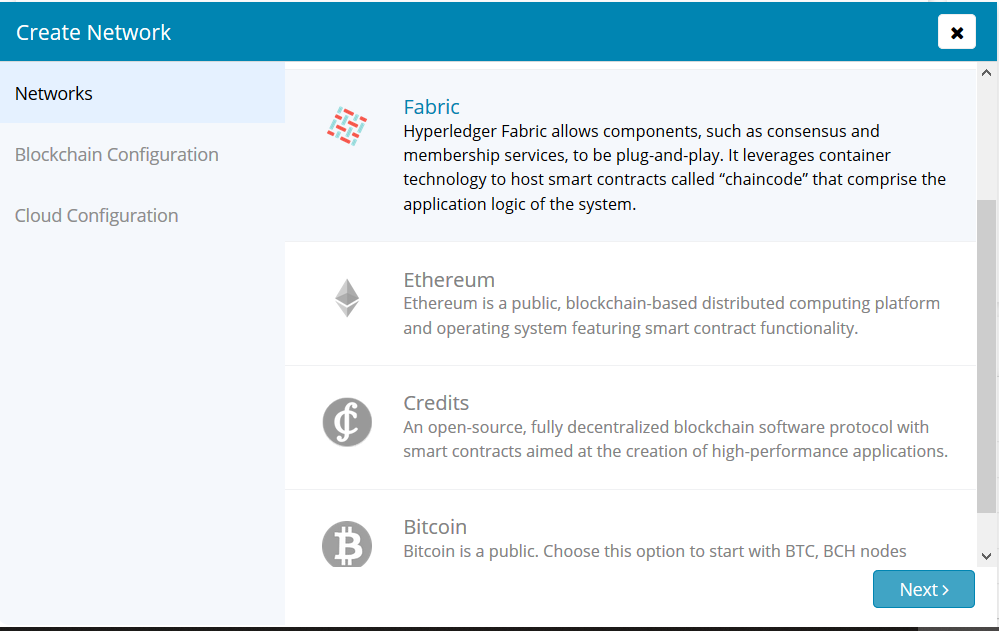 Create Network
Networks
Blockchain Configuration
Cloud Configuration
Fabric
Hyperledger Fabric allows components, such as consensus and
membership services, to be plug-and-play. It leverages container
technology to host smart contracts called “chaincode” that comprise the
application logic of the system.
Ethereum
Ethereum is a public, blockchain-based distributed computing platform
and operating system featuring smart contract functionality.
Credits
An open-source, fully decentralized blockchain software protocol with
smart contracts aimed at the creation of high-performance applications.
Bitcoin
Bitcoin is a public. Choose this option to start with BTC, BCH nodes
Next ›